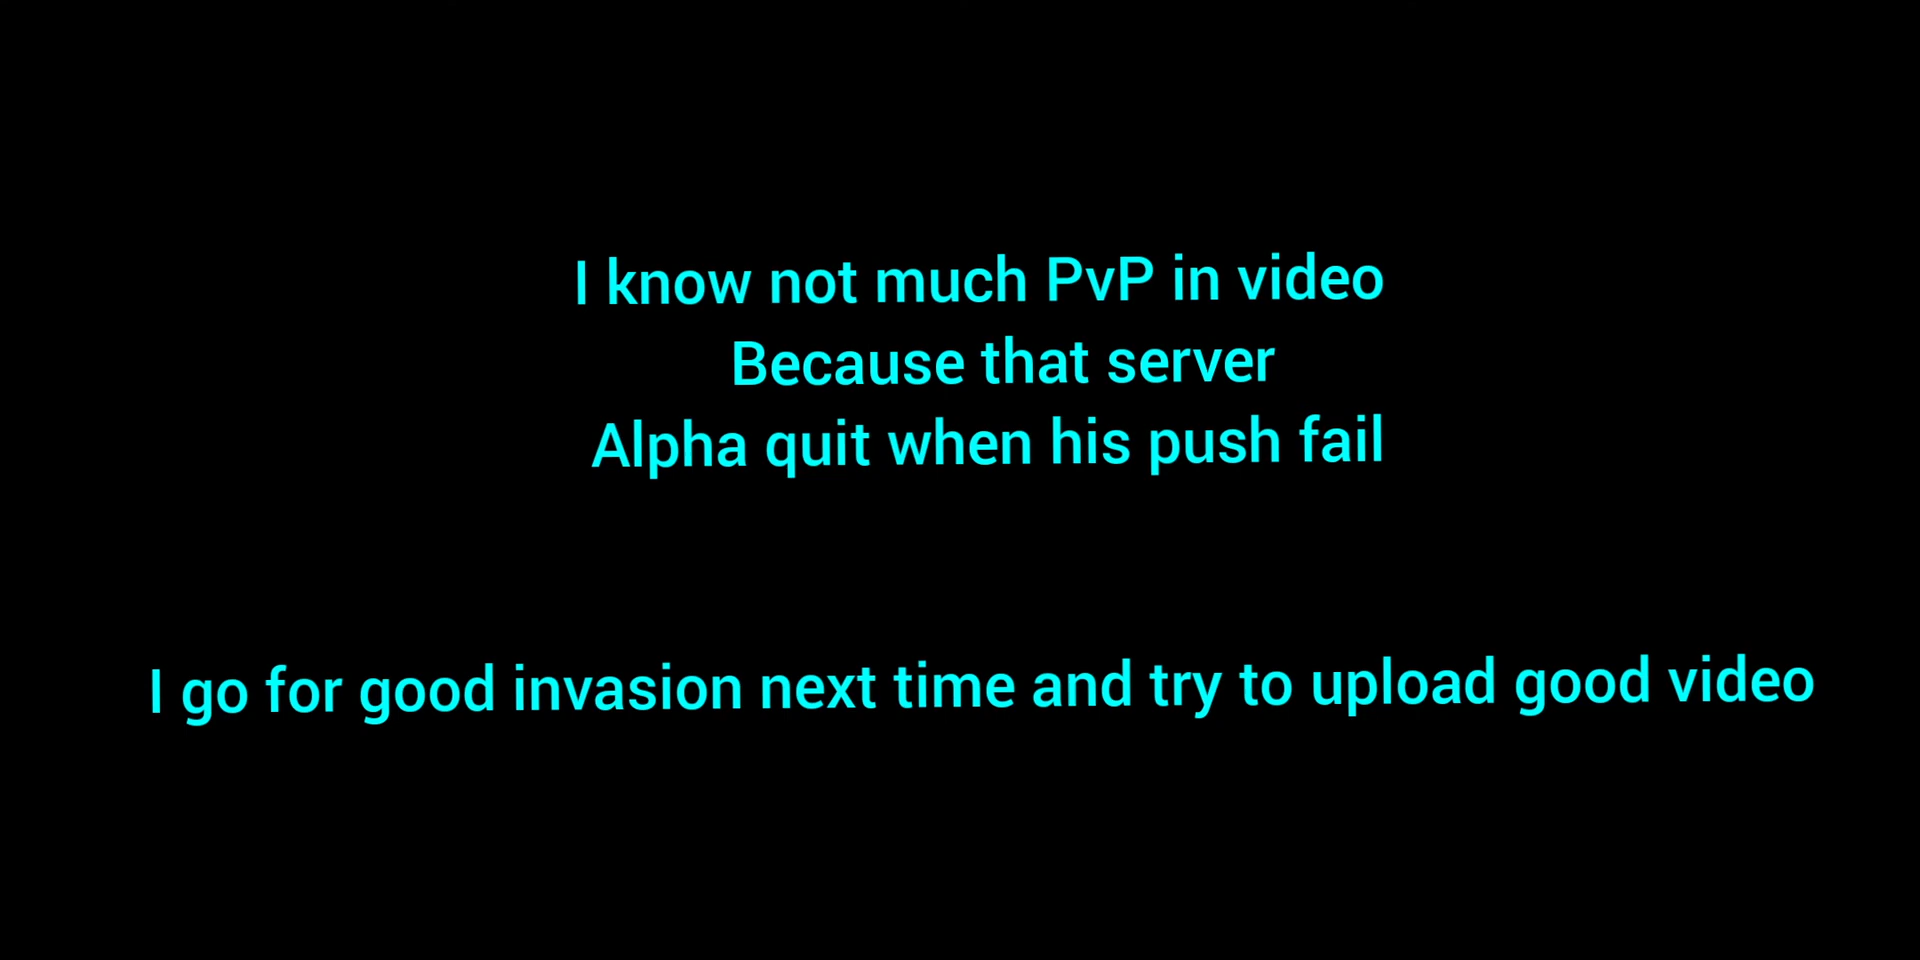 I know not much PvP in video
Because that server
Alpha quit when his push fail
I go for good invasion next time and try to upload good video